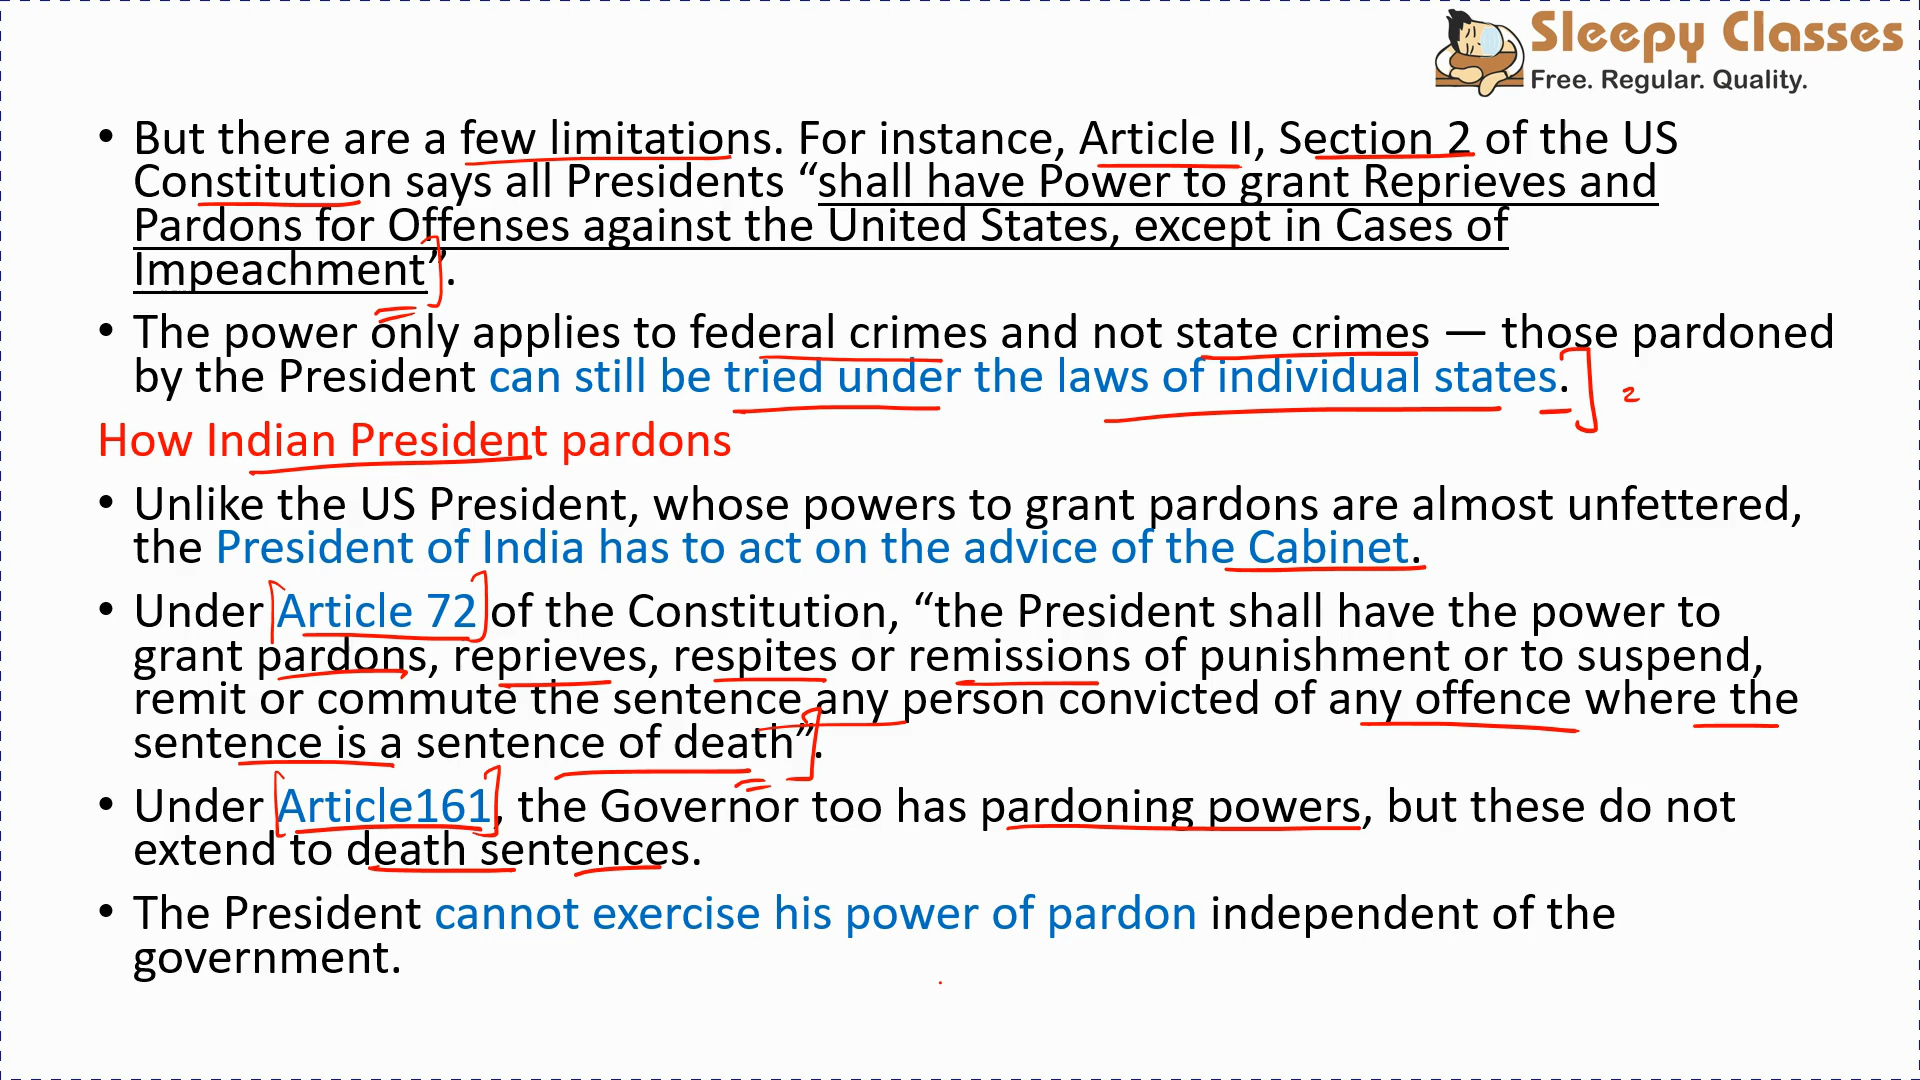 Sleepy Classes
Free. Regular. Quality.
• But there are a few limitations. For instance, Article II, Section 2 of the US
Constitution says all Presidents “shall have Power to grant Reprieves and
Pardons for Offenses against the United States, except in Cases of
Impeachment”.
• The power only applies to federal crimes and not state crimes — those pardoned
by the President can still be tried under the laws of individual states.
2
How Indian President pardons
• Unlike the US President, whose powers to grant pardons are almost unfettered,
the President of India has to act on the advice of the Cabinet.
• Under Article 72 of the Constitution, “the President shall have the power to
grant pardons, reprieves, respites or remissions of punishment or to suspend,
remit or commute the sentence any person convicted of any offence where the
sentence is a sentence of death”.
• Under Article161, the Governor too has pardoning powers, but these do not
extend to death sentences.
• The President cannot exercise his power of pardon independent of the
government.